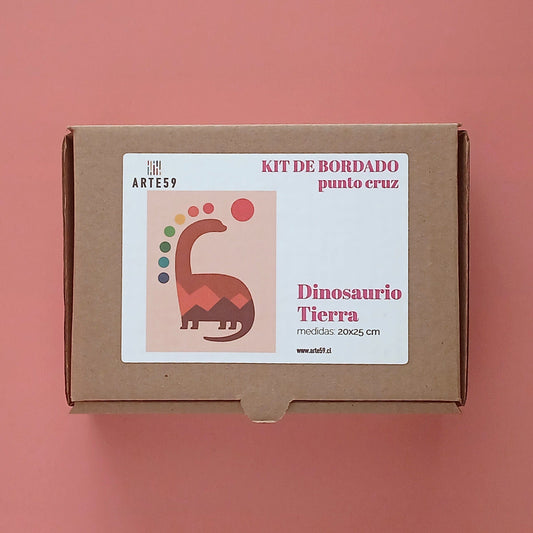 ARTE59
KIT DE BORDADO
punto cruz
Dinosaurio
Tierra
medidas: 20x25 cm
www.arte59.cl